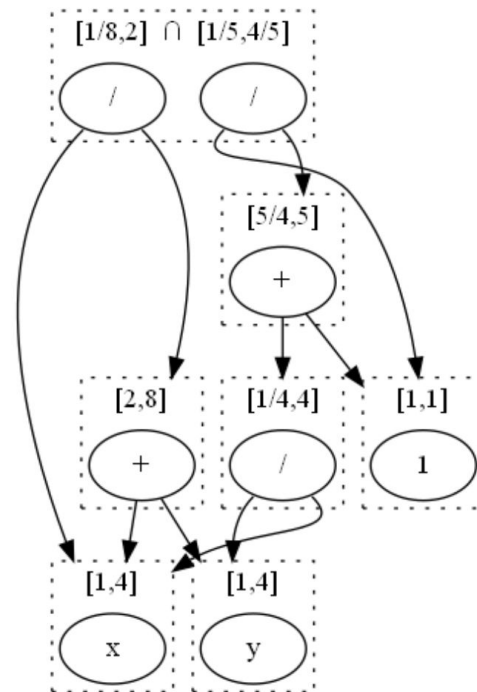 [1/8,2] ∩ [1/5,4/5]
/ /
[5/4,5]
+
[2,8] [1/4,4] [1,1]
+ / 1
[1,4] [1,4]
x y